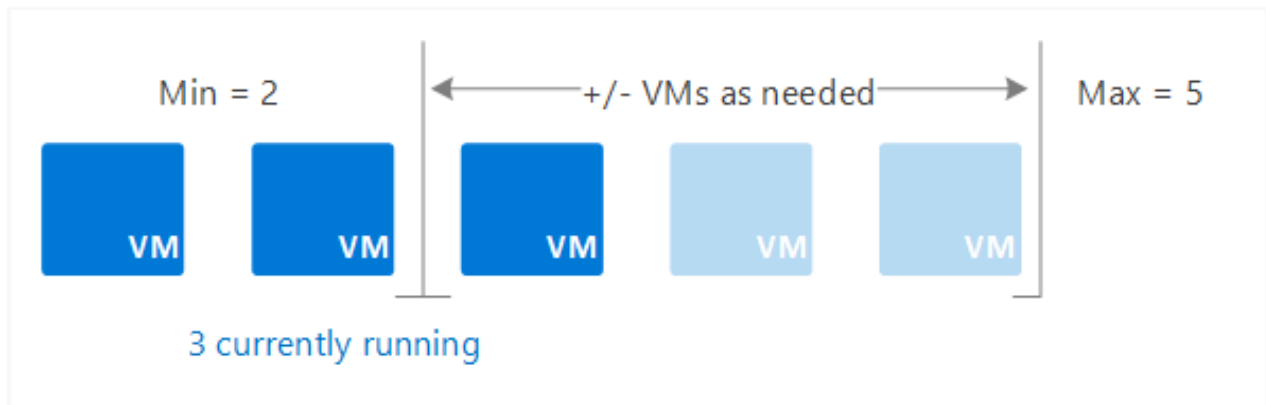 Min = 2
+/- VMs as needed
Max = 5
VM
VM
VM
VM
VM
3 currently running